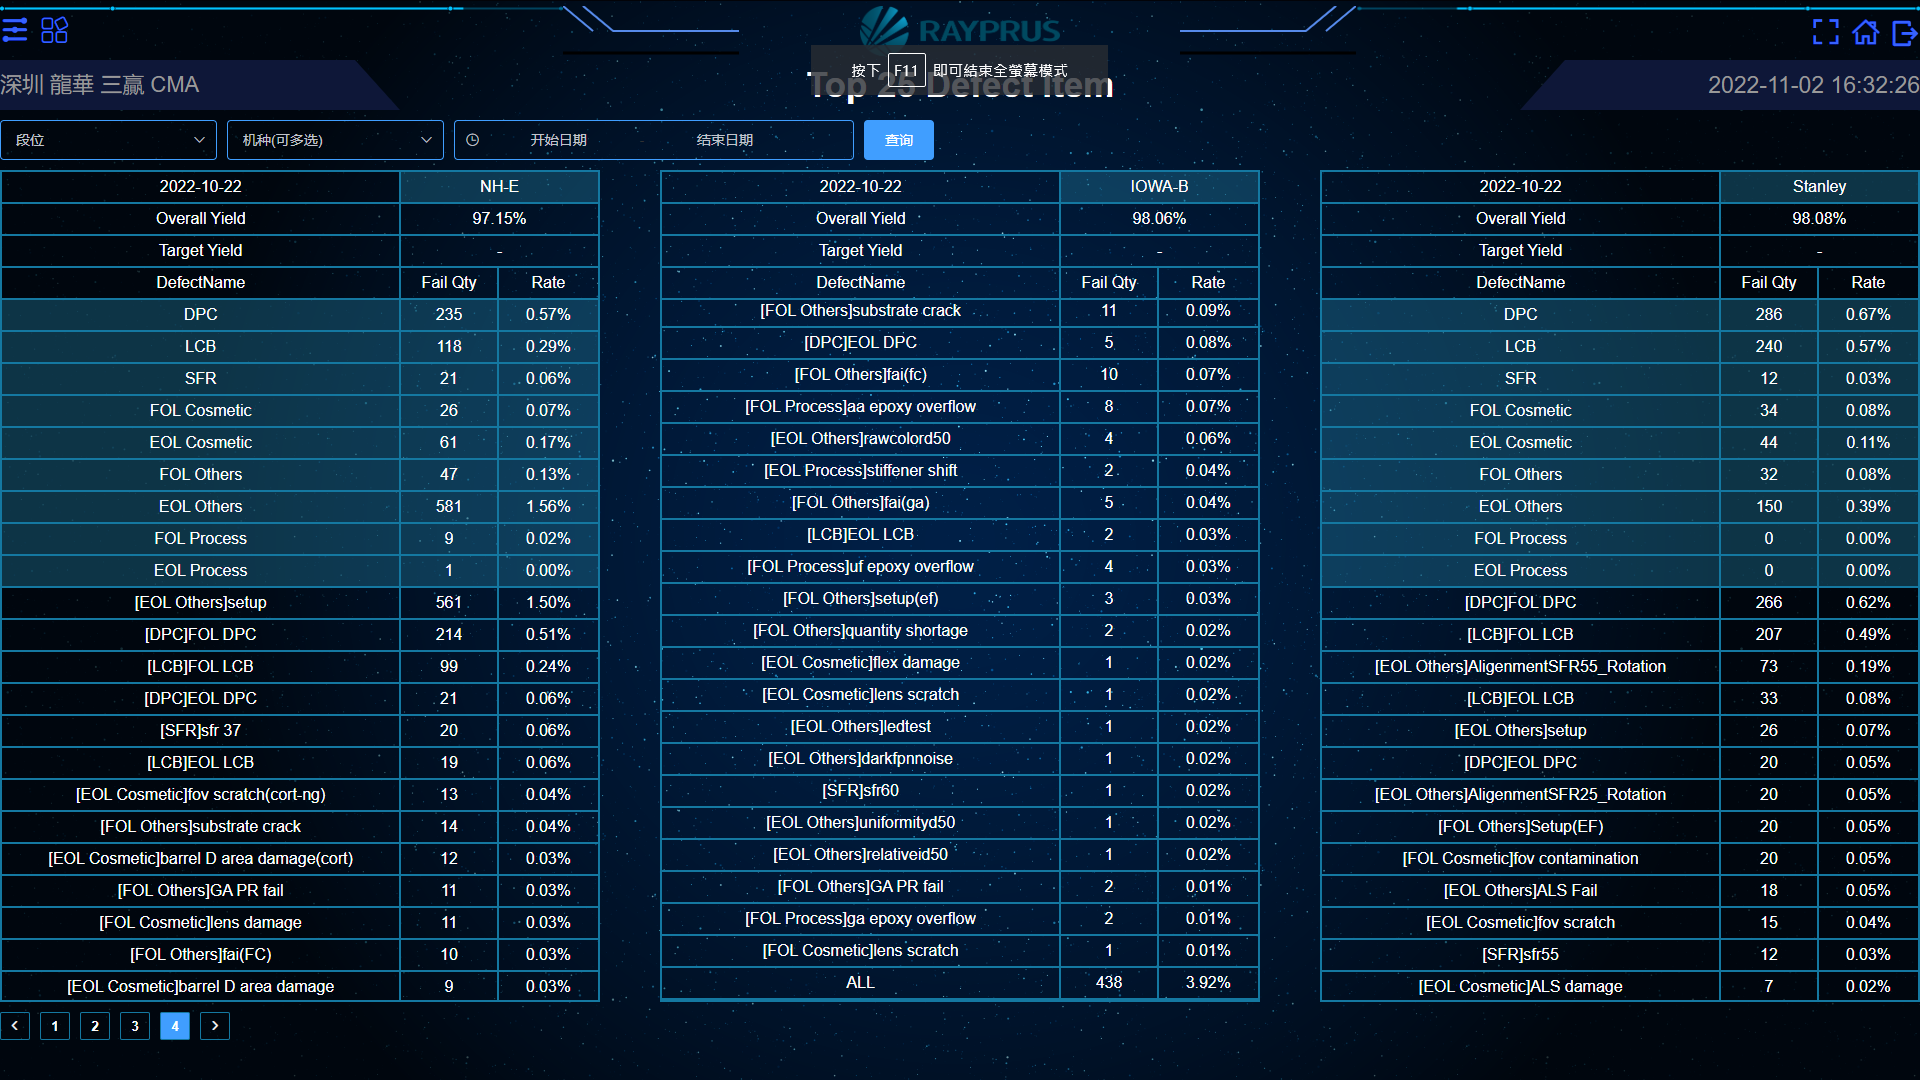 RAYPRUS
按下 F11 即可結束全螢幕模式
深圳 龍華 三赢 CMA
Top 25 Defect Item
2022-11-02 16:32:26
段位 机种(可多选) 开始日期 结束日期 查询
2022-10-22 NH-E
Overall Yield 97.15%
Target Yield -
DefectName Fail Qty Rate
DPC 235 0.57%
LCB 118 0.29%
SFR 21 0.06%
FOL Cosmetic 26 0.07%
EOL Cosmetic 61 0.17%
FOL Others 47 0.13%
EOL Others 581 1.56%
FOL Process 9 0.02%
EOL Process 1 0.00%
[EOL Others]setup 561 1.50%
[DPC]FOL DPC 214 0.51%
[LCB]FOL LCB 99 0.24%
[DPC]EOL DPC 21 0.06%
[SFR]sfr 37 20 0.06%
[LCB]EOL LCB 19 0.06%
[EOL Cosmetic]fov scratch(cort-ng) 13 0.04%
[FOL Others]substrate crack 14 0.04%
[EOL Cosmetic]barrel D area damage(cort) 12 0.03%
[FOL Others]GA PR fail 11 0.03%
[FOL Cosmetic]lens damage 11 0.03%
[FOL Others]fai(FC) 10 0.03%
[EOL Cosmetic]barrel D area damage 9 0.03%
2022-10-22 IOWA-B
Overall Yield 98.06%
Target Yield -
DefectName Fail Qty Rate
[FOL Others]substrate crack 11 0.09%
[DPC]EOL DPC 5 0.08%
[FOL Others]fai(fc) 10 0.07%
[FOL Process]aa epoxy overflow 8 0.07%
[EOL Others]rawcolord50 4 0.06%
[EOL Process]stiffener shift 2 0.04%
[FOL Others]fai(ga) 5 0.04%
[LCB]EOL LCB 2 0.03%
[FOL Process]uf epoxy overflow 4 0.03%
[FOL Others]setup(ef) 3 0.03%
[FOL Others]quantity shortage 2 0.02%
[EOL Cosmetic]flex damage 1 0.02%
[EOL Cosmetic]lens scratch 1 0.02%
[EOL Others]ledtest 1 0.02%
[EOL Others]darkfpnnoise 1 0.02%
[SFR]sfr60 1 0.02%
[EOL Others]uniformityd50 1 0.02%
[EOL Others]relativeid50 1 0.02%
[FOL Others]GA PR fail 2 0.01%
[FOL Process]ga epoxy overflow 2 0.01%
[FOL Cosmetic]lens scratch 1 0.01%
ALL 438 3.92%
2022-10-22 Stanley
Overall Yield 98.08%
Target Yield -
DefectName Fail Qty Rate
DPC 286 0.67%
LCB 240 0.57%
SFR 12 0.03%
FOL Cosmetic 34 0.08%
EOL Cosmetic 44 0.11%
FOL Others 32 0.08%
EOL Others 150 0.39%
FOL Process 0 0.00%
EOL Process 0 0.00%
[DPC]FOL DPC 266 0.62%
[LCB]FOL LCB 207 0.49%
[EOL Others]AligenmentSFR55_Rotation 73 0.19%
[LCB]EOL LCB 33 0.08%
[EOL Others]setup 26 0.07%
[DPC]EOL DPC 20 0.05%
[EOL Others]AligenmentSFR25_Rotation 20 0.05%
[FOL Others]Setup(EF) 20 0.05%
[FOL Cosmetic]fov contamination 20 0.05%
[EOL Others]ALS Fail 18 0.05%
[EOL Cosmetic]fov scratch 15 0.04%
[SFR]sfr55 12 0.03%
[EOL Cosmetic]ALS damage 7 0.02%
1 2 3 4